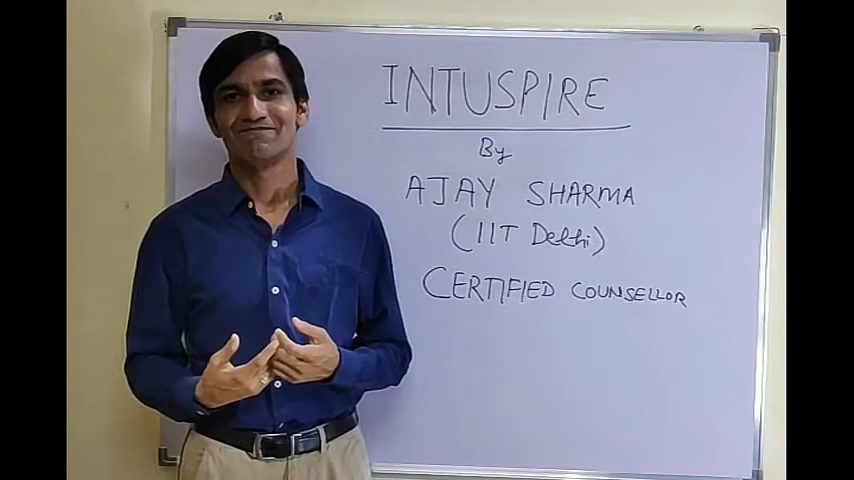 INTUSPIRE
By
AJAY SHARMA
(IIT Delhi)
CERTIFIED COUNSELLOR